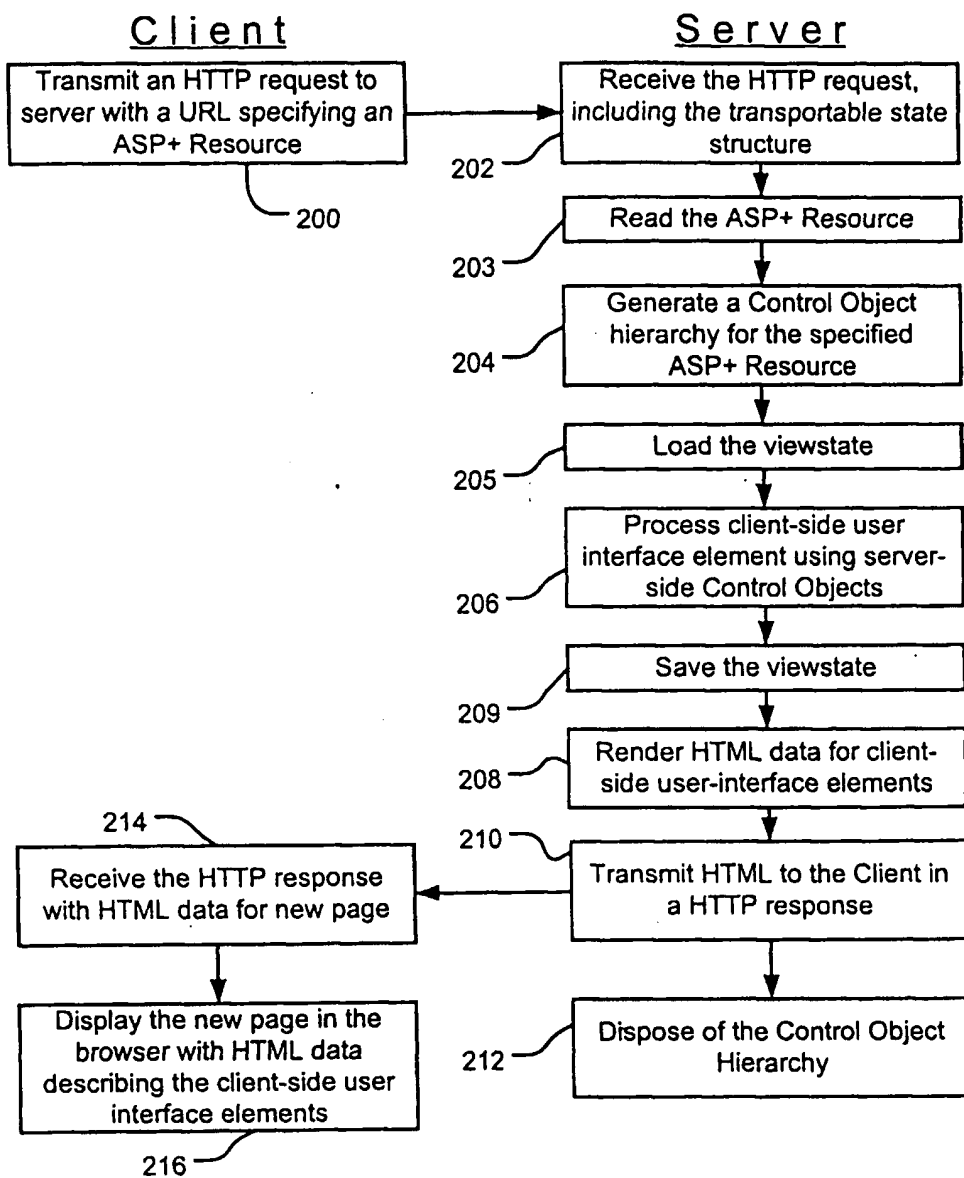 Client
Server
Transmit an HTTP request to
server with a URL specifying an
ASP+ Resource
200
Receive the HTTP request,
including the transportable state
structure
202
Read the ASP+ Resource
203
Generate a Control Object
hierarchy for the specified
ASP+ Resource
204
Load the viewstate
205
Process client-side user
interface element using server-
side Control Objects
206
Save the viewstate
209
Render HTML data for client-
side user-interface elements
208
210
Transmit HTML to the Client in
a HTTP response
214
Receive the HTTP response
with HTML data for new page
Display the new page in the
browser with HTML data
describing the client-side user
interface elements
216
Dispose of the Control Object
Hierarchy
212